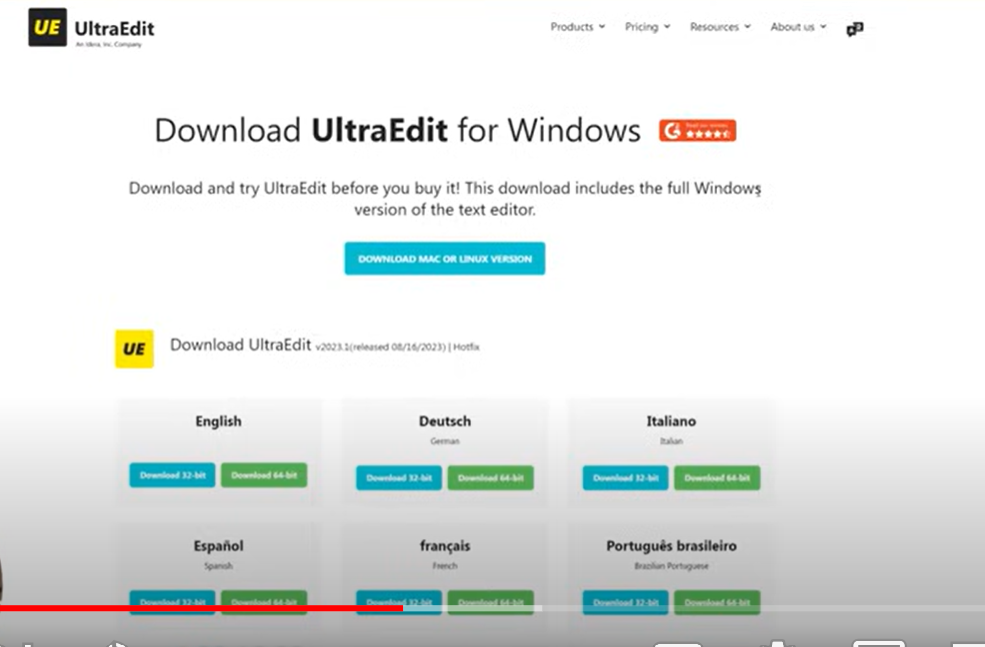 UE UltraEdit
An Idera, Inc. Company
Products Pricing Resources About us
Download UltraEdit for Windows
Download and try UltraEdit before you buy it! This download includes the full Windows
version of the text editor.
DOWNLOAD MAC OR LINUX VERSION
UE Download UltraEdit v2023.1(released 08/16/2023) | Hotfix
English
Download 32-bit Download 64-bit
Deutsch
German
Download 32-bit Download 64-bit
Italiano
Italian
Download 32-bit Download 64-bit
Español
Spanish
Download 32-bit Download 64-bit
français
French
Download 32-bit Download 64-bit
Português brasileiro
Brazilian Portuguese
Download 32-bit Download 64-bit